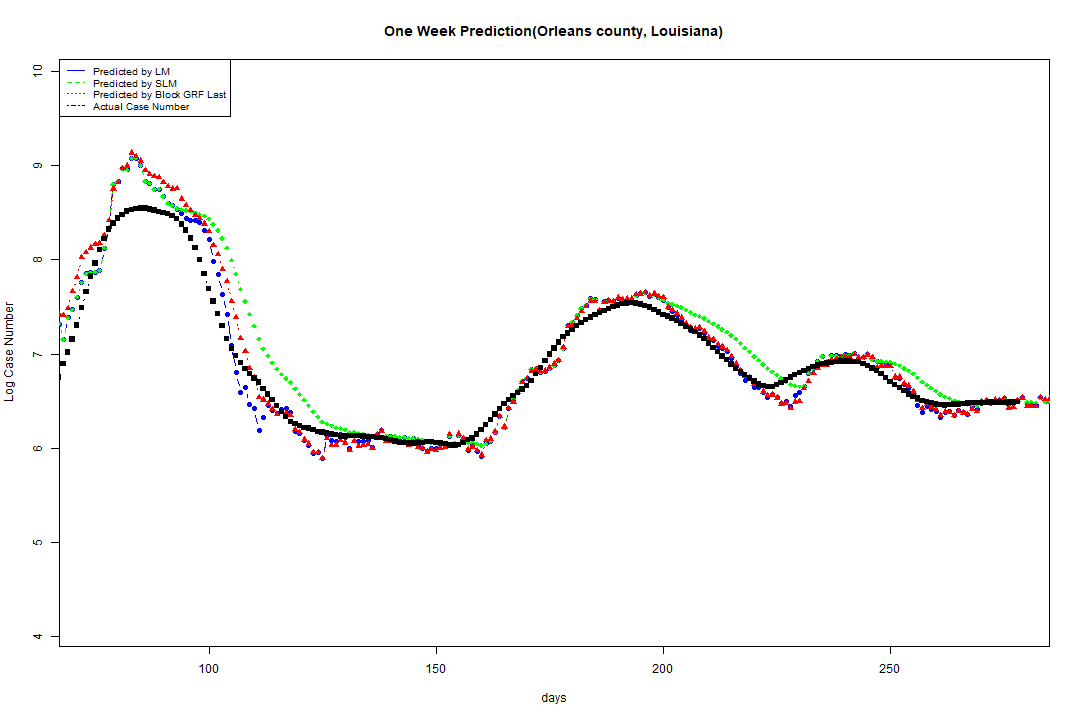 One Week Prediction(Orleans county, Louisiana)
10
Predicted by LM
Predicted by SLM
Predicted by Block GRF Last
Actual Case Number
9
8
7
6
5
4
Log Case Number
100 150 200 250
days